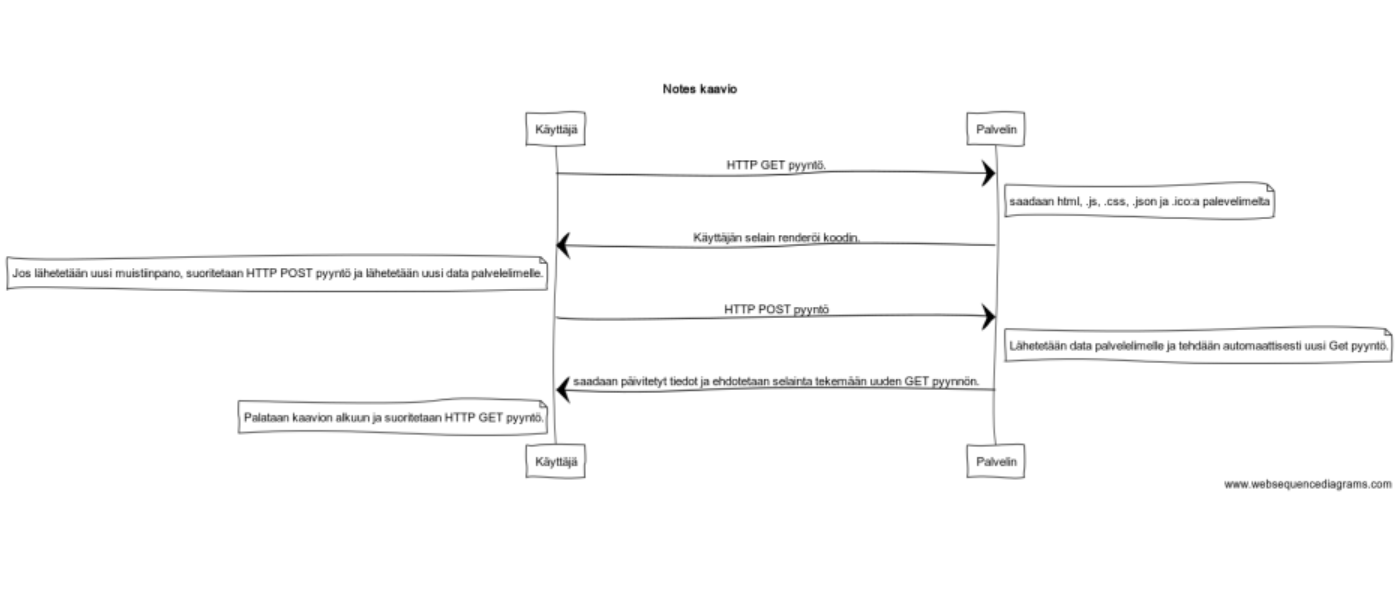 Notes kaavio
Käyttäjä
Palvelin
HTTP GET pyyntö.
saadaan html, .js, .css, .json ja .ico:a palevelimelta
Käyttäjän selain renderöi koodin.
Jos lähetetään uusi muistiinpano, suoritetaan HTTP POST pyyntö ja lähetetään uusi data palvelelimelle.
HTTP POST pyyntö
Lähetetään data palvelelimelle ja tehdään automaattisesti uusi Get pyyntö.
saadaan päivitetyt tiedot ja ehdotetaan selainta tekemään uuden GET pyynnön.
Palataan kaavion alkuun ja suoritetaan HTTP GET pyyntö.
Käyttäjä
Palvelin
www.websequencediagrams.com